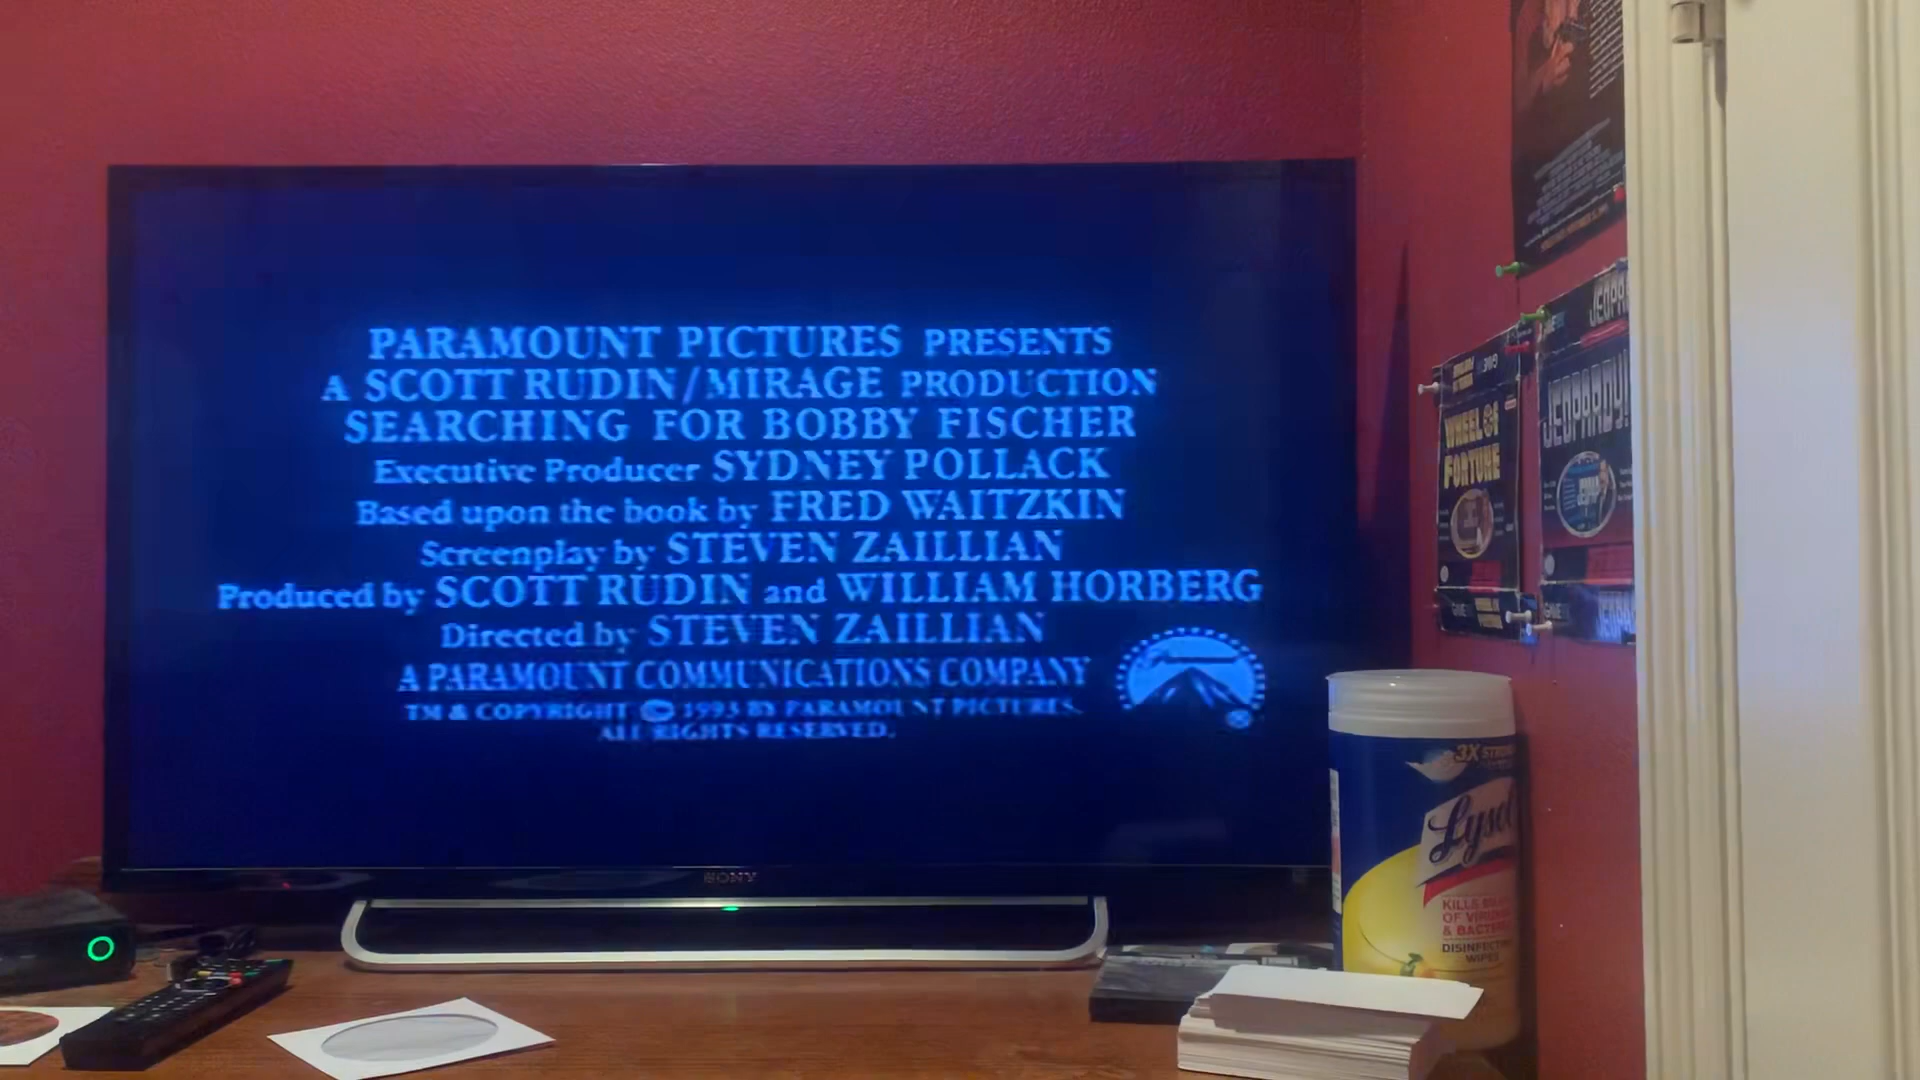 PARAMOUNT PICTURES PRESENTS
A SCOTT RUDIN/MIRAGE PRODUCTION
SEARCHING FOR BOBBY FISCHER
Executive Producer SYDNEY POLLACK
Based upon the book by FRED WAITZKIN
Screenplay by STEVEN ZAILLIAN
Produced by SCOTT RUDIN and WILLIAM HORBERG
Directed by STEVEN ZAILLIAN
A PARAMOUNT COMMUNICATIONS COMPANY
TM & COPYRIGHT © 1993 BY PARAMOUNT PICTURES.
ALL RIGHTS RESERVED.
SONY
WHEEL OF
FORTUNE
JEOPARDY!
3X
Lysol
KILLS
OF
&
DISINFECTING
WIPES